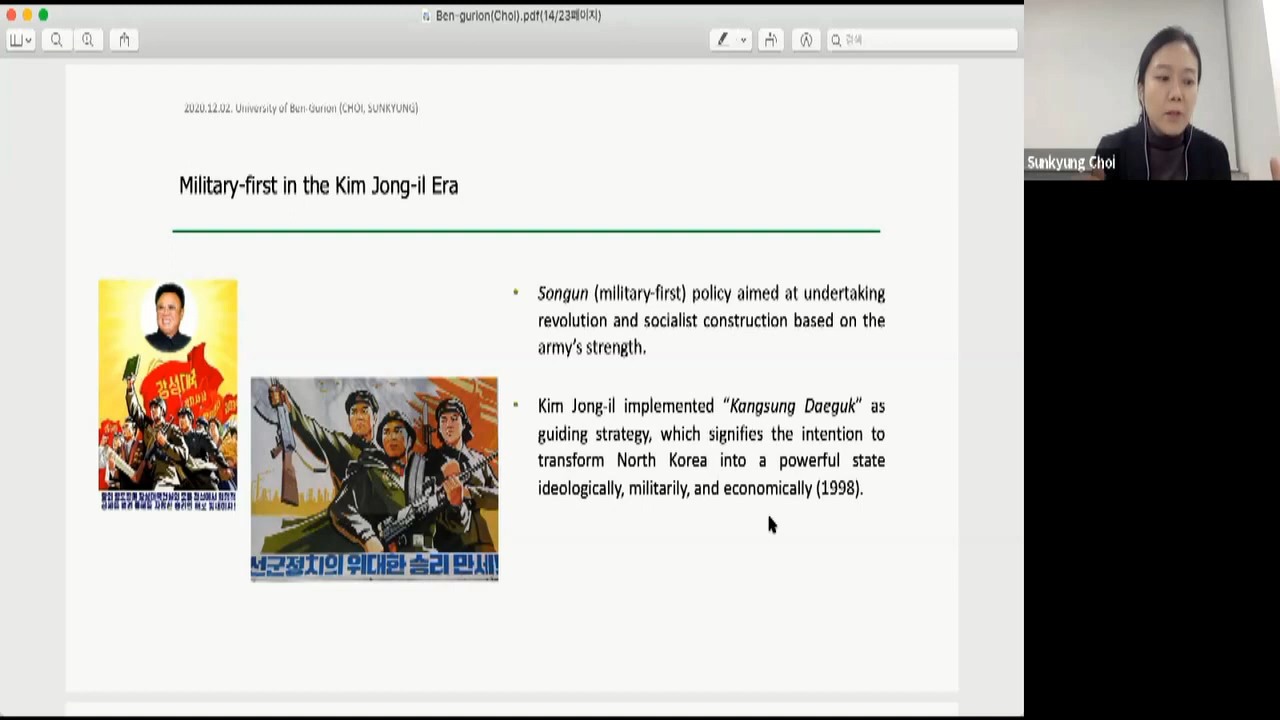 Ben-gurion(Choi).pdf(14/23페이지)
검색
2020.12.02. University of Ben-Gurion (CHOI, SUNKYUNG)
Sunkyung Choi
Military-first in the Kim Jong-il Era
• Songun (military-first) policy aimed at undertaking
revolution and socialist construction based on the
army's strength.
• Kim Jong-il implemented “Kangsung Daeguk” as
guiding strategy, which signifies the intention to
transform North Korea into a powerful state
ideologically, militarily, and economically (1998).
강성대국
선군정치의 위대한 승리 만세!